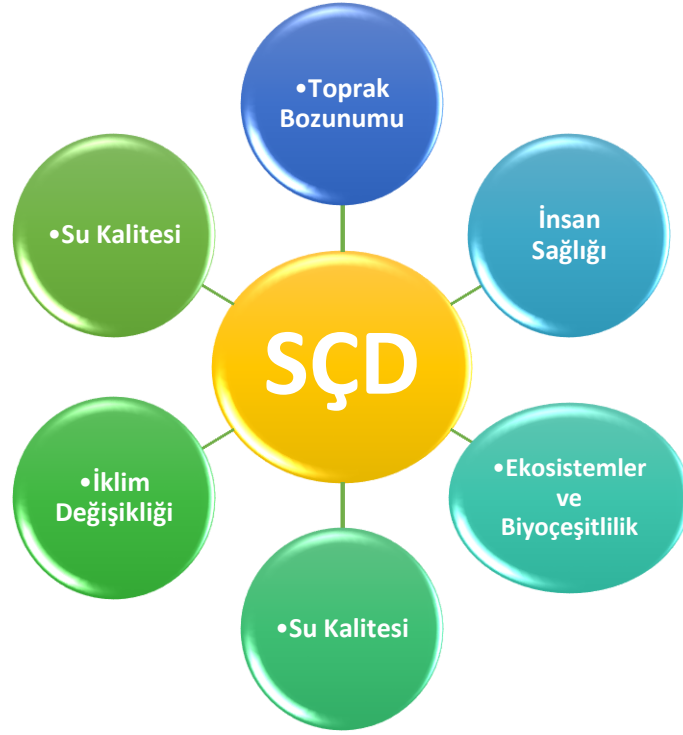 •Toprak
Bozunumu
İnsan
Sağlığı
•Su Kalitesi
SÇD
•Ekosistemler
ve
Biyoçeşitlilik
•İklim
Değişikliği
•Su Kalitesi